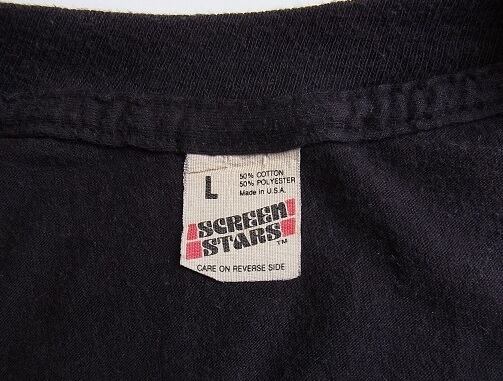 L
50% COTTON
50% POLYESTER
Made in U.S.A.
SCREEN
STARS
TM
CARE ON REVERSE SIDE